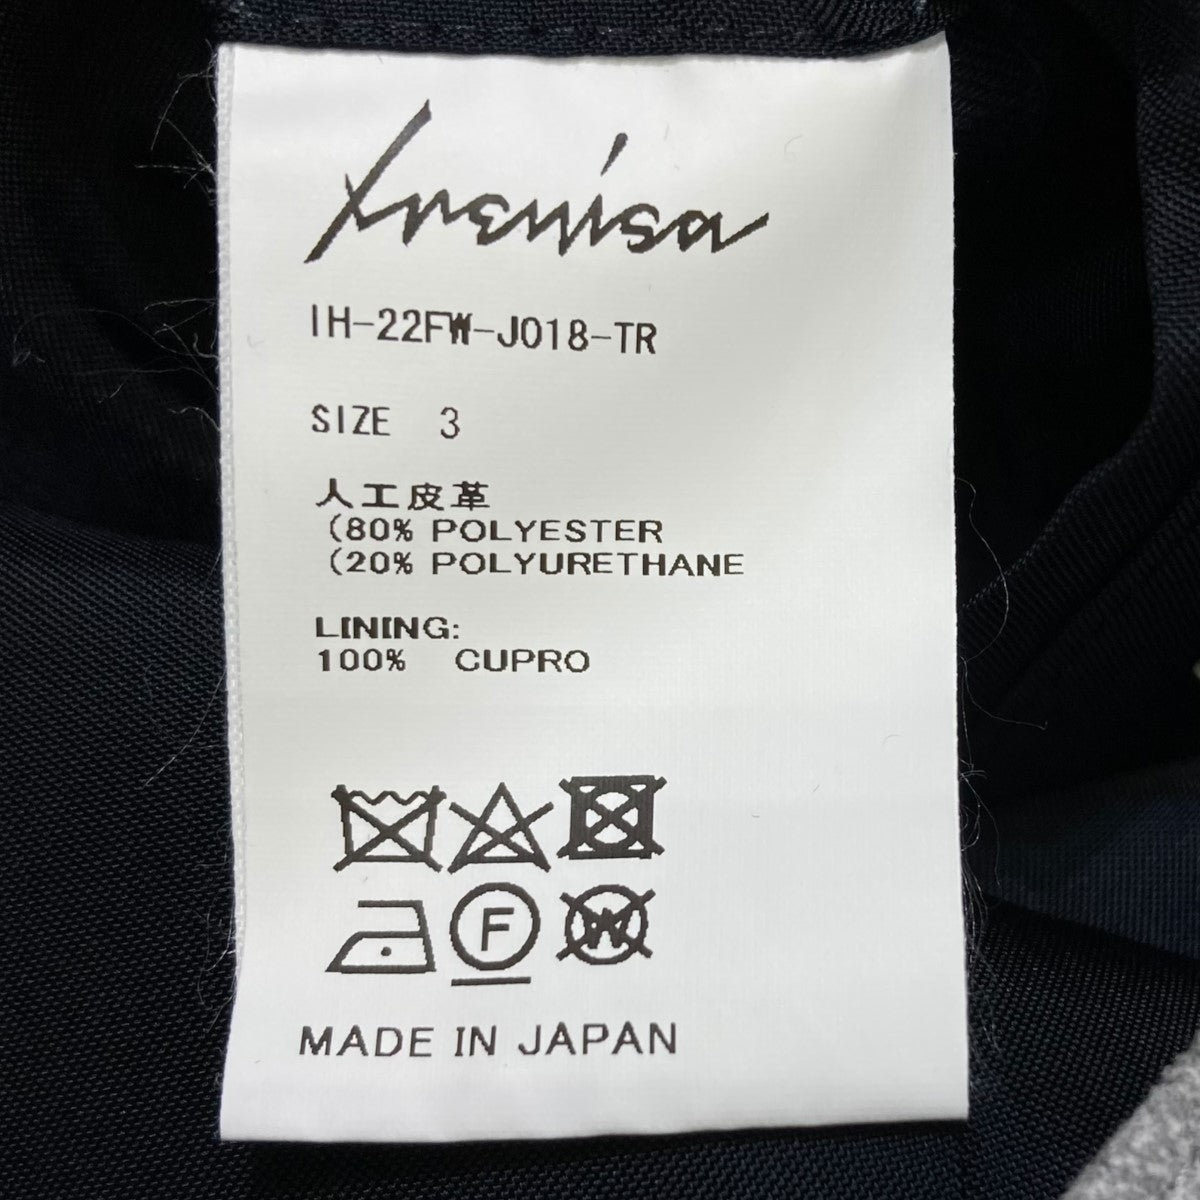 Irenisa
IH-22FW-J018-TR
SIZE 3
人工皮革
(80% POLYESTER
(20% POLYURETHANE
LINING:
100% CUPRO
F
W
MADE IN JAPAN